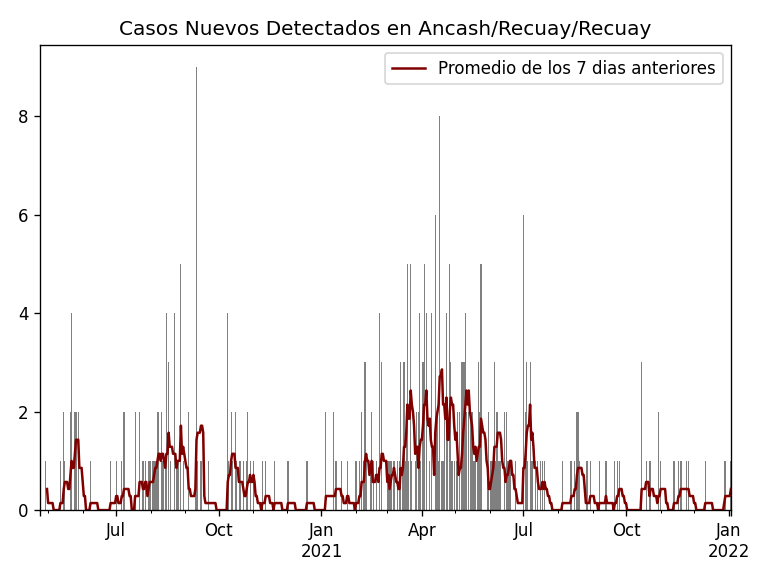 Casos Nuevos Detectados en Ancash/Recuay/Recuay
Promedio de los 7 dias anteriores
8
6
4
2
0
Jul
Oct
Jan
2021
Apr
Jul
Oct
Jan
2022